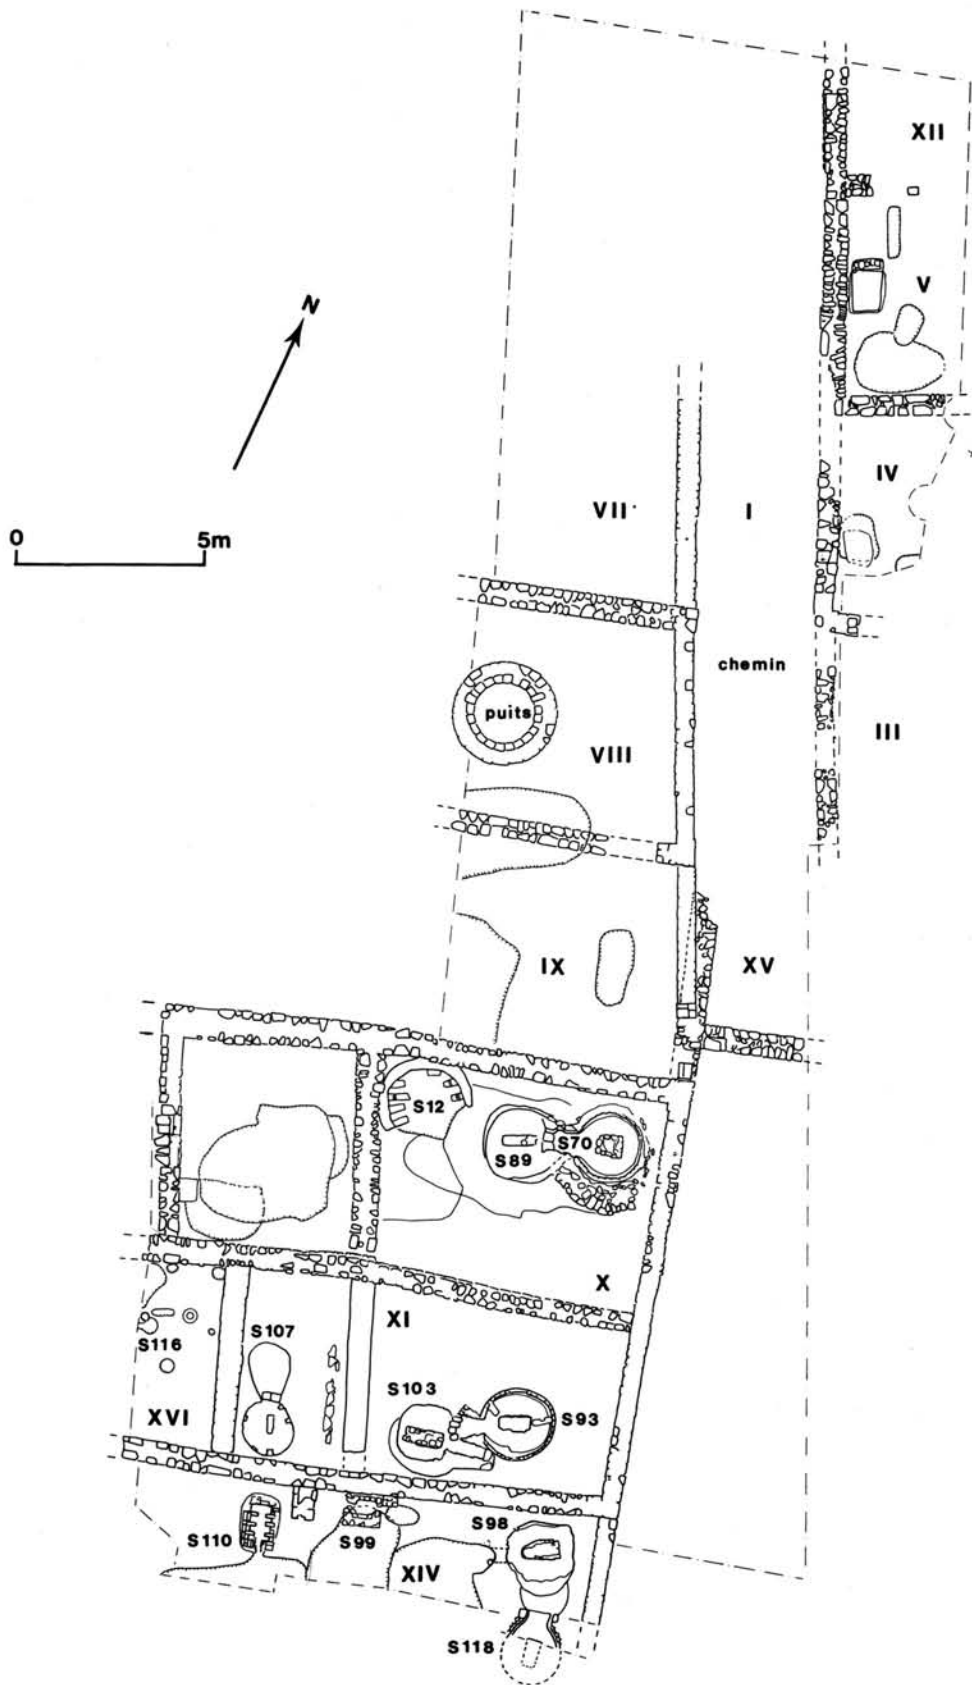 XII
V
N
IV
VII
I
0 5m
chemin
puits
III
VIII
IX
XV
S12
S70
S89
X
XI
S107
S116
S103
XVI
S93
S98
S110
S99
XIV
S118